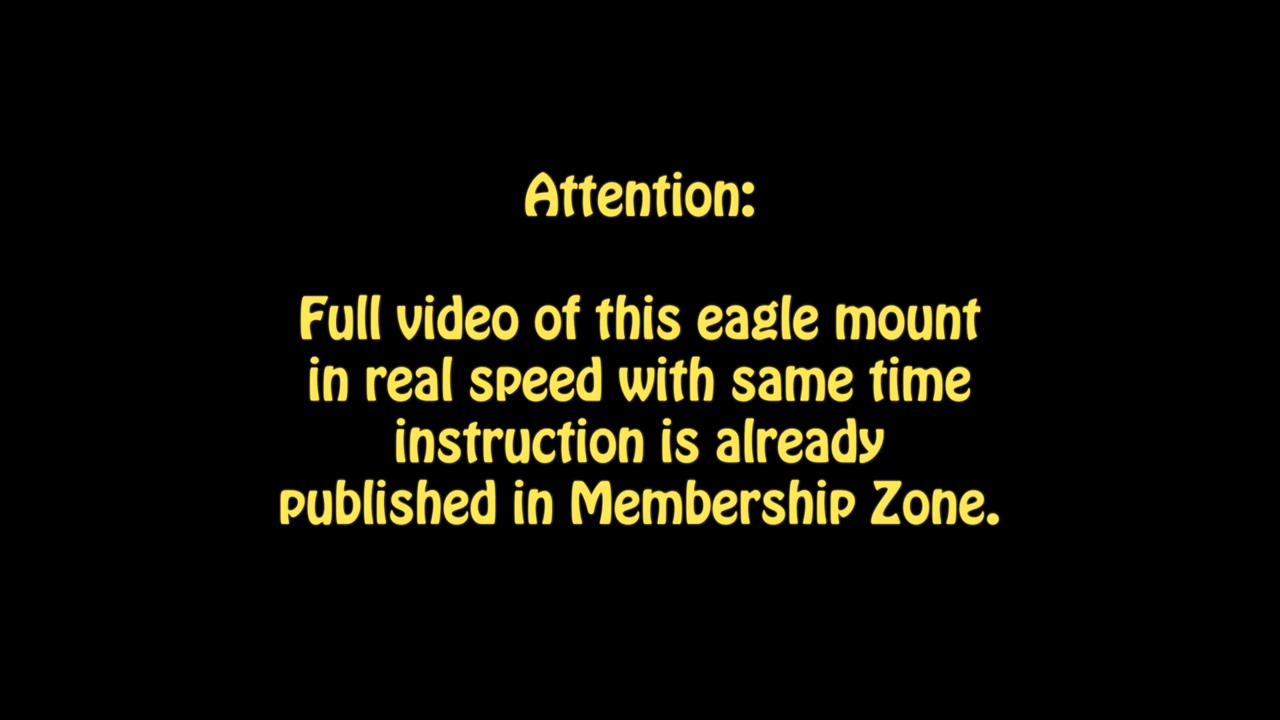 Attention:
Full video of this eagle mount
in real speed with same time
instruction is already
published in Membership Zone.